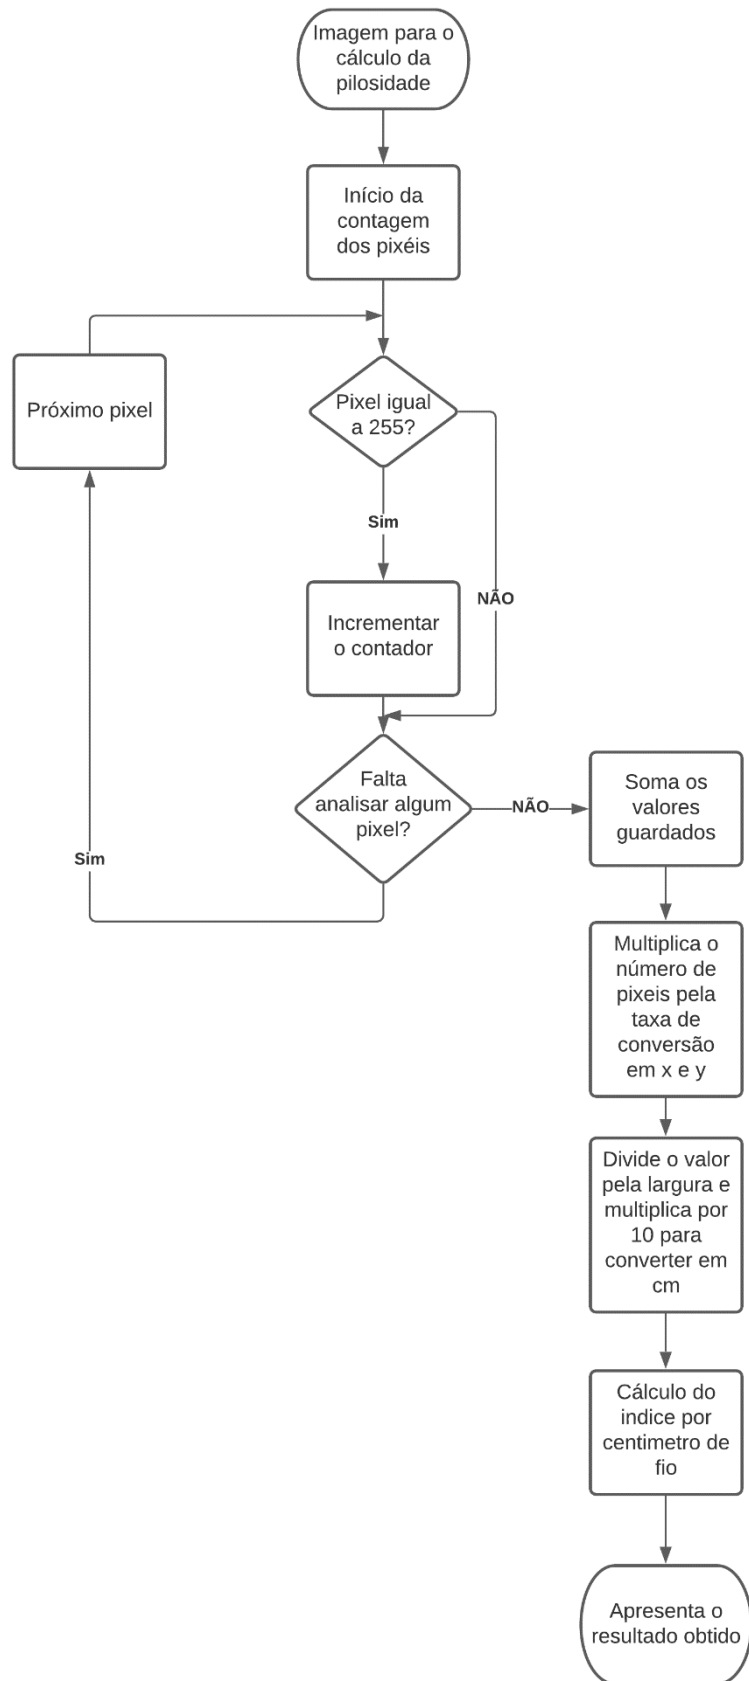 Imagem para o
cálculo da
pilosidade
Início da
contagem
dos pixéis
Próximo pixel
Pixel igual
a 255?
Sim
NÃO
Incrementar
o contador
Falta
analisar algum
pixel?
Sim
NÃO
Soma os
valores
guardados
Multiplica o
número de
pixeis pela
taxa de
conversão
em x e y
Divide o valor
pela largura e
multiplica por
10 para
converter em
cm
Cálculo do
indice por
centimetro de
fio
Apresenta o
resultado obtido